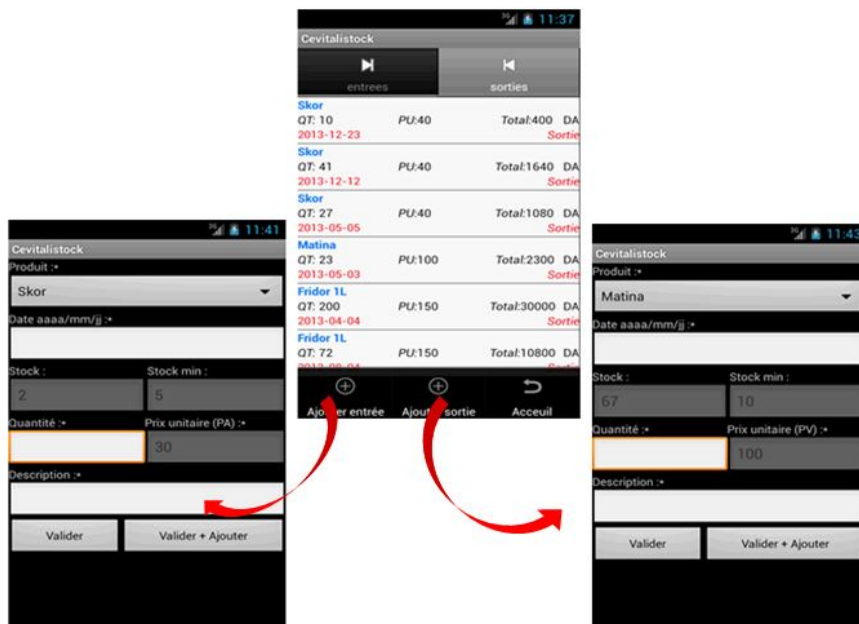 11:37
Cevitalistock
entrees sorties
Skor
QT: 10 PU:40 Total:400 DA
2013-12-23 Sortie
Skor
QT: 41 PU:40 Total:1640 DA
2013-12-12 Sortie
Skor
QT: 27 PU:40 Total:1080 DA
2013-05-05 Sortie
Matina
QT: 23 PU:100 Total:2300 DA
2013-05-03 Sortie
Fridor 1L
QT: 200 PU:150 Total:30000 DA
2013-04-04 Sortie
Fridor 1L
QT: 72 PU:150 Total:10800 DA
Ajouter entrée Ajouter sortie Acceuil
11:41
Cevitalistock
Produit :*
Skor
Date aaaa/mm/jj :*
Stock : Stock min :
2 5
Quantité :* Prix unitaire (PA) :*
30
Description :*
Valider Valider + Ajouter
11:43
Cevitalistock
Produit :*
Matina
Date aaaa/mm/jj :*
Stock : Stock min :
67 10
Quantité :* Prix unitaire (PV) :*
100
Description :*
Valider Valider + Ajouter